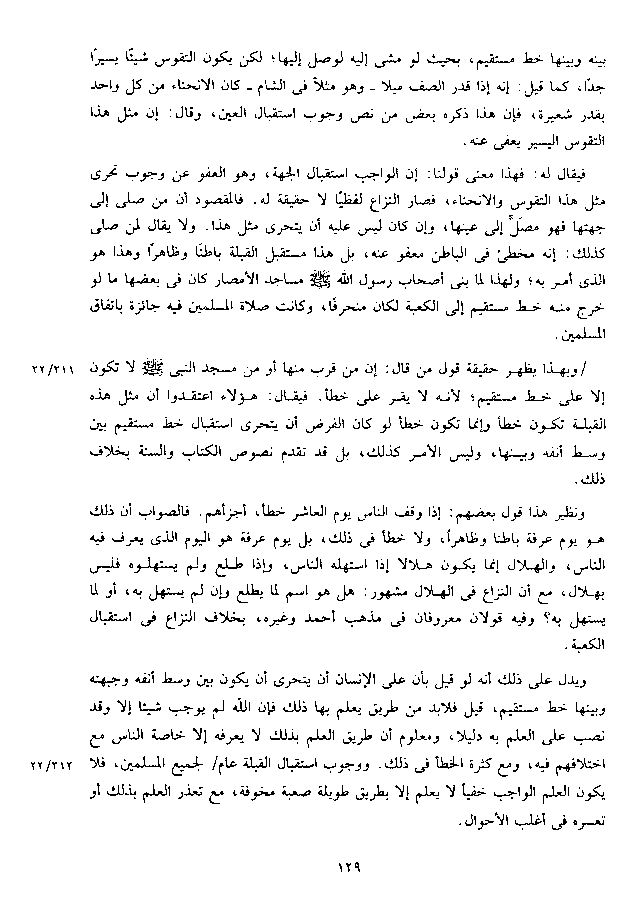 بينه وبينها خط مستقيم، بحيث لو مشى إليه لوصل إليها؛ لكن يكون التقوس شيئًا يسيرًا
جدًا، كما قيل: إنه إذا قدر الصف ميلا ـ وهو مثلاً فى الشام ـ كان الانحناء من كل واحد
بقدر شعيرة، فإن هذا ذكره بعض من نص وجوب استقبال العين، وقال: إن مثل هذا
التقوس اليسير يعفى عنه.
فيقال له: فهذا معنى قولنا: إن الواجب استقبال الجهة، وهو العفو عن وجوب تحرى
مثل هذا التقوس والانحناء، فصار النزاع لفظيًا لا حقيقة له. فالمقصود أن من صلى إلى
جهتها فهو مصلٍّ إلى عينها، وإن كان ليس عليه أن يتحرى مثل هذا. ولا يقال لمن صلى
كذلك: إنه مخطئ فى الباطن معفو عنه، بل هذا مستقبل القبلة باطنًا وظاهرًا وهذا هو
الذى أمر به؛ ولهذا لما بنى أصحاب رسول الله ﷺ مساجد الأمصار كان فى بعضها ما لو
خرج منه خط مستقيم إلى الكعبة لكان منحرفًا، وكانت صلاة المسلمين فيه جائزة باتفاق
المسلمين.
/وبهذا يظهر حقيقة قول من قال: إن من قرب منها أو من مسجد النبى ﷺ لا تكون ٢٢/٢١١
إلا على خط مستقيم؛ لأنه لا يقر على خطأ. فيقال: هؤلاء اعتقدوا أن مثل هذه
القبلة تكون خطأ وإنما تكون خطأ لو كان الفرض أن يتحرى استقبال خط مستقيم بين
وسط أنفه وبينها، وليس الأمر كذلك، بل قد تقدم نصوص الكتاب والسنة بخلاف
ذلك.
ونظير هذا قول بعضهم: إذا وقف الناس يوم العاشر خطأ، أجزأهم. فالصواب أن ذلك
هو يوم عرفة باطنا وظاهراً، ولا خطأ فى ذلك، بل يوم عرفة هو اليوم الذى يعرف فيه
الناس، والهلال إنما يكون هلالا إذا استهله الناس، وإذا طلع ولم يستهلوه فليس
بهلال، مع أن النزاع فى الهلال مشهور: هل هو اسم لما يطلع وإن لم يستهل به، أو لما
يستهل به؟ وفيه قولان معروفان فى مذهب أحمد وغيره، بخلاف النزاع فى استقبال
الكعبة.
ويدل على ذلك أنه لو قيل بأن على الإنسان أن يتحرى أن يكون بين وسط أنفه وجبهته
وبينها خط مستقيم، قيل فلابد من طريق يعلم بها ذلك فإن الله لم يوجب شيئا إلا وقد
نصب على العلم به دليلا، ومعلوم أن طريق العلم بذلك لا يعرفه إلا خاصة الناس مع
اختلافهم فيه، ومع كثرة الخطأ فى ذلك. ووجوب استقبال القبلة عام/ لجميع المسلمين، فلا ٢٢/٢١٢
يكون العلم الواجب خفياً لا يعلم إلا بطريق طويلة صعبة مخوفة، مع تعذر العلم بذلك أو
تعسره فى أغلب الأحوال.
١٢٩